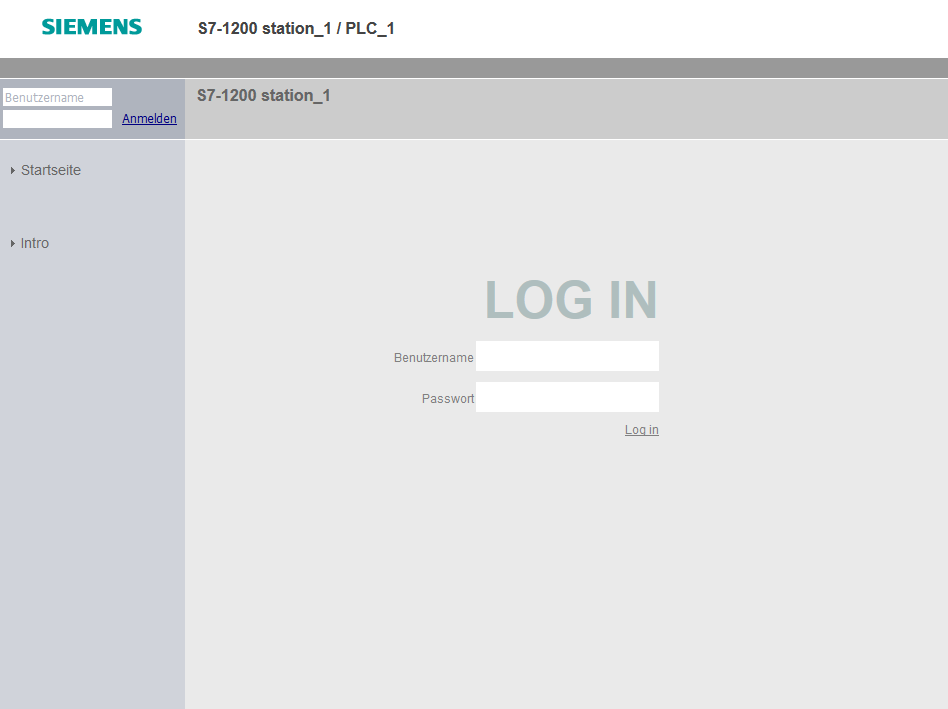 SIEMENS
S7-1200 station_1 / PLC_1
Benutzername
Anmelden
S7-1200 station_1
Startseite
Intro
LOG IN
Benutzername
Passwort
Log in